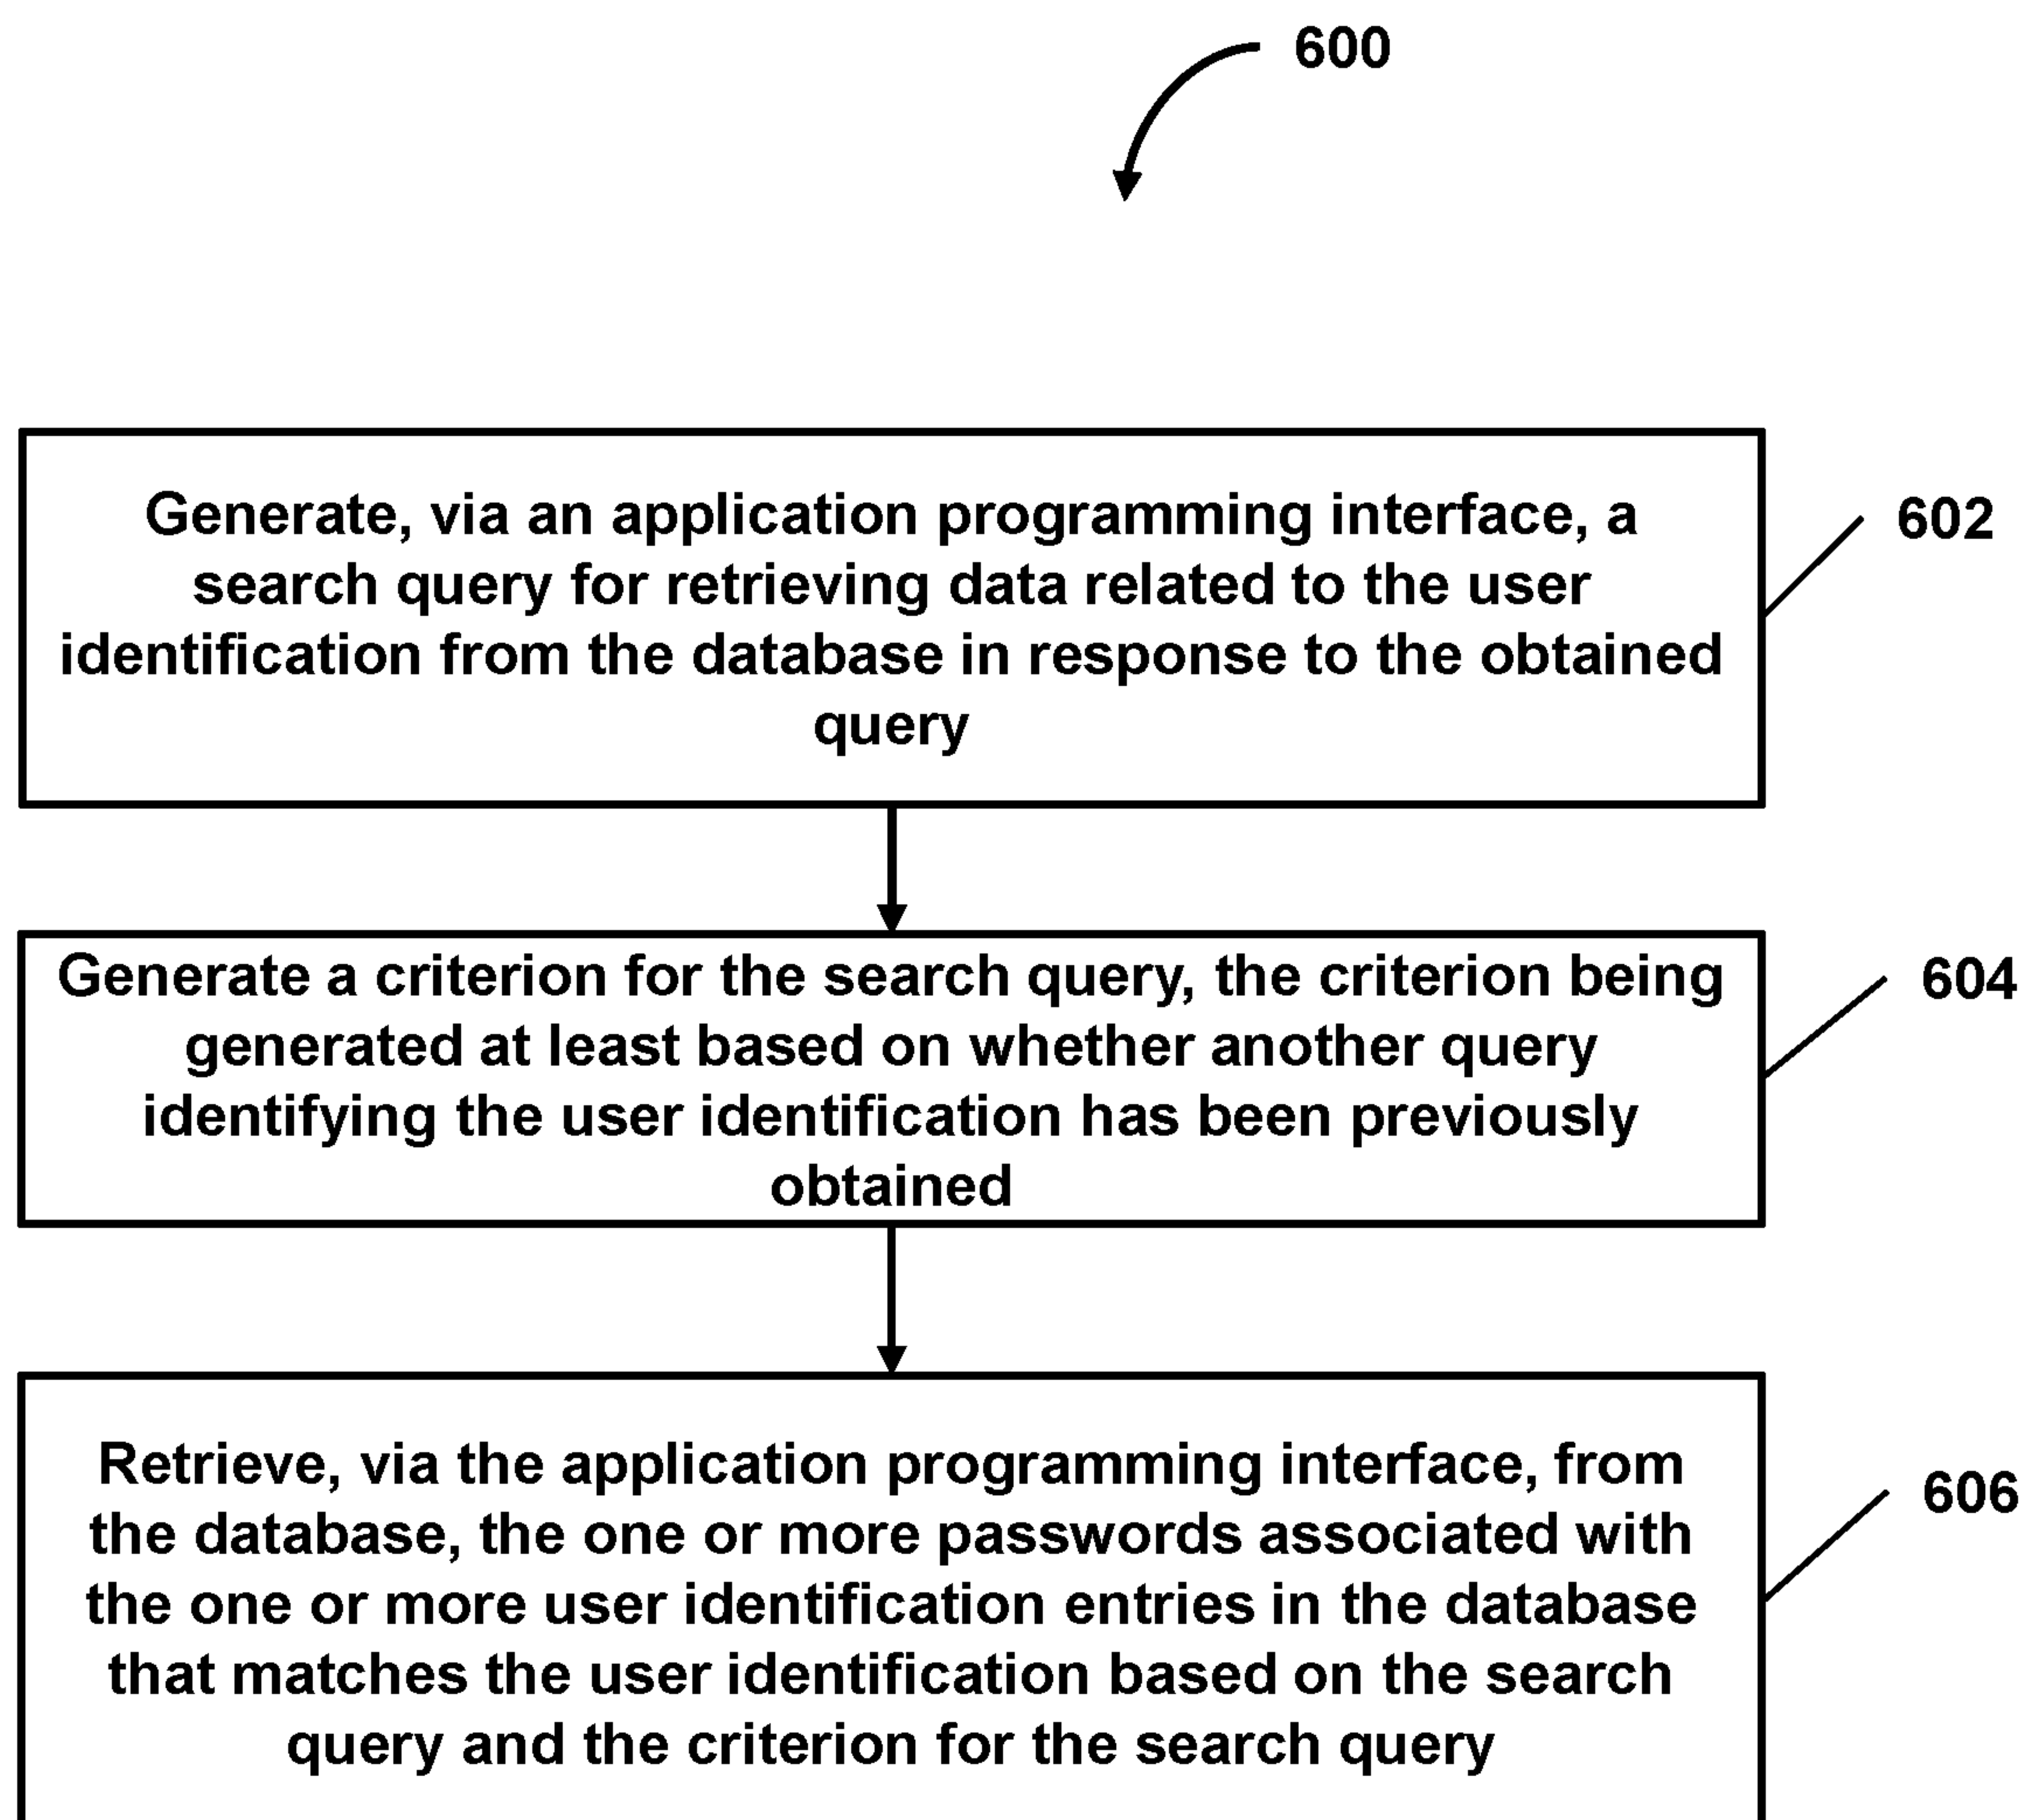 600
Generate, via an application programming interface, a
search query for retrieving data related to the user
identification from the database in response to the obtained
query
602
Generate a criterion for the search query, the criterion being
generated at least based on whether another query
identifying the user identification has been previously
obtained
604
Retrieve, via the application programming interface, from
the database, the one or more passwords associated with
the one or more user identification entries in the database
that matches the user identification based on the search
query and the criterion for the search query
606